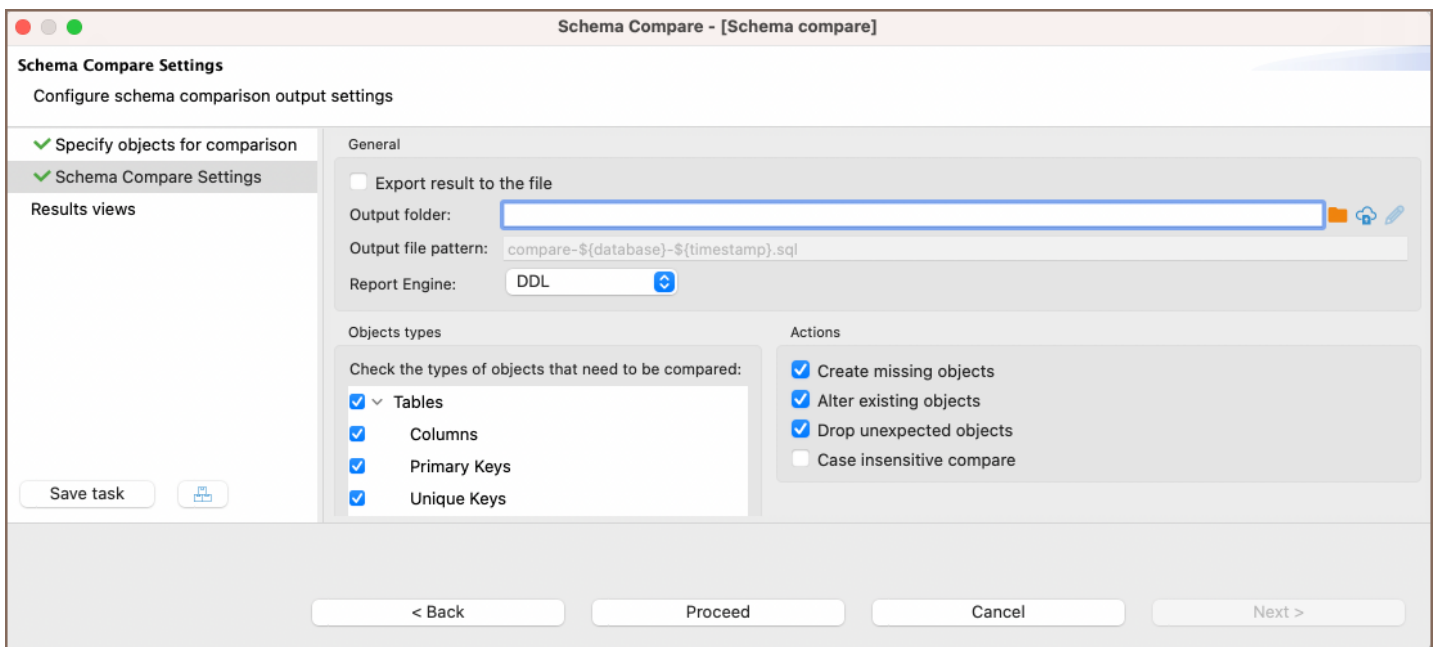 Schema Compare - [Schema compare]
Schema Compare Settings
Configure schema comparison output settings
Specify objects for comparison
Schema Compare Settings
Results views
Save task
General
Export result to the file
Output folder:
Output file pattern: compare-${database}-${timestamp}.sql
Report Engine: DDL
Objects types
Check the types of objects that need to be compared:
Tables
Columns
Primary Keys
Unique Keys
Actions
Create missing objects
Alter existing objects
Drop unexpected objects
Case insensitive compare
< Back Proceed Cancel Next >